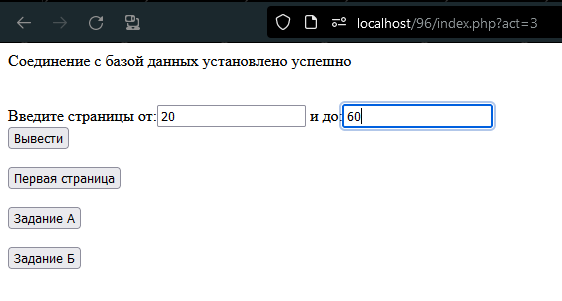 localhost/96/index.php?act=3
Соединение с базой данных установлено успешно
Введите страницы от: 20 и до: 60
Вывести
Первая страница
Задание А
Задание Б